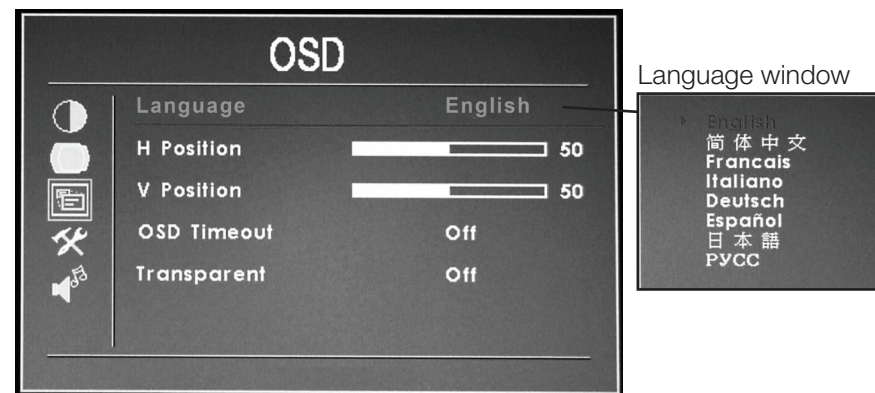 OSD
Language English
H Position 50
V Position 50
OSD Timeout Off
Transparent Off
Language window
English
简体中文
Francais
Italiano
Deutsch
Español
日本語
РУСС